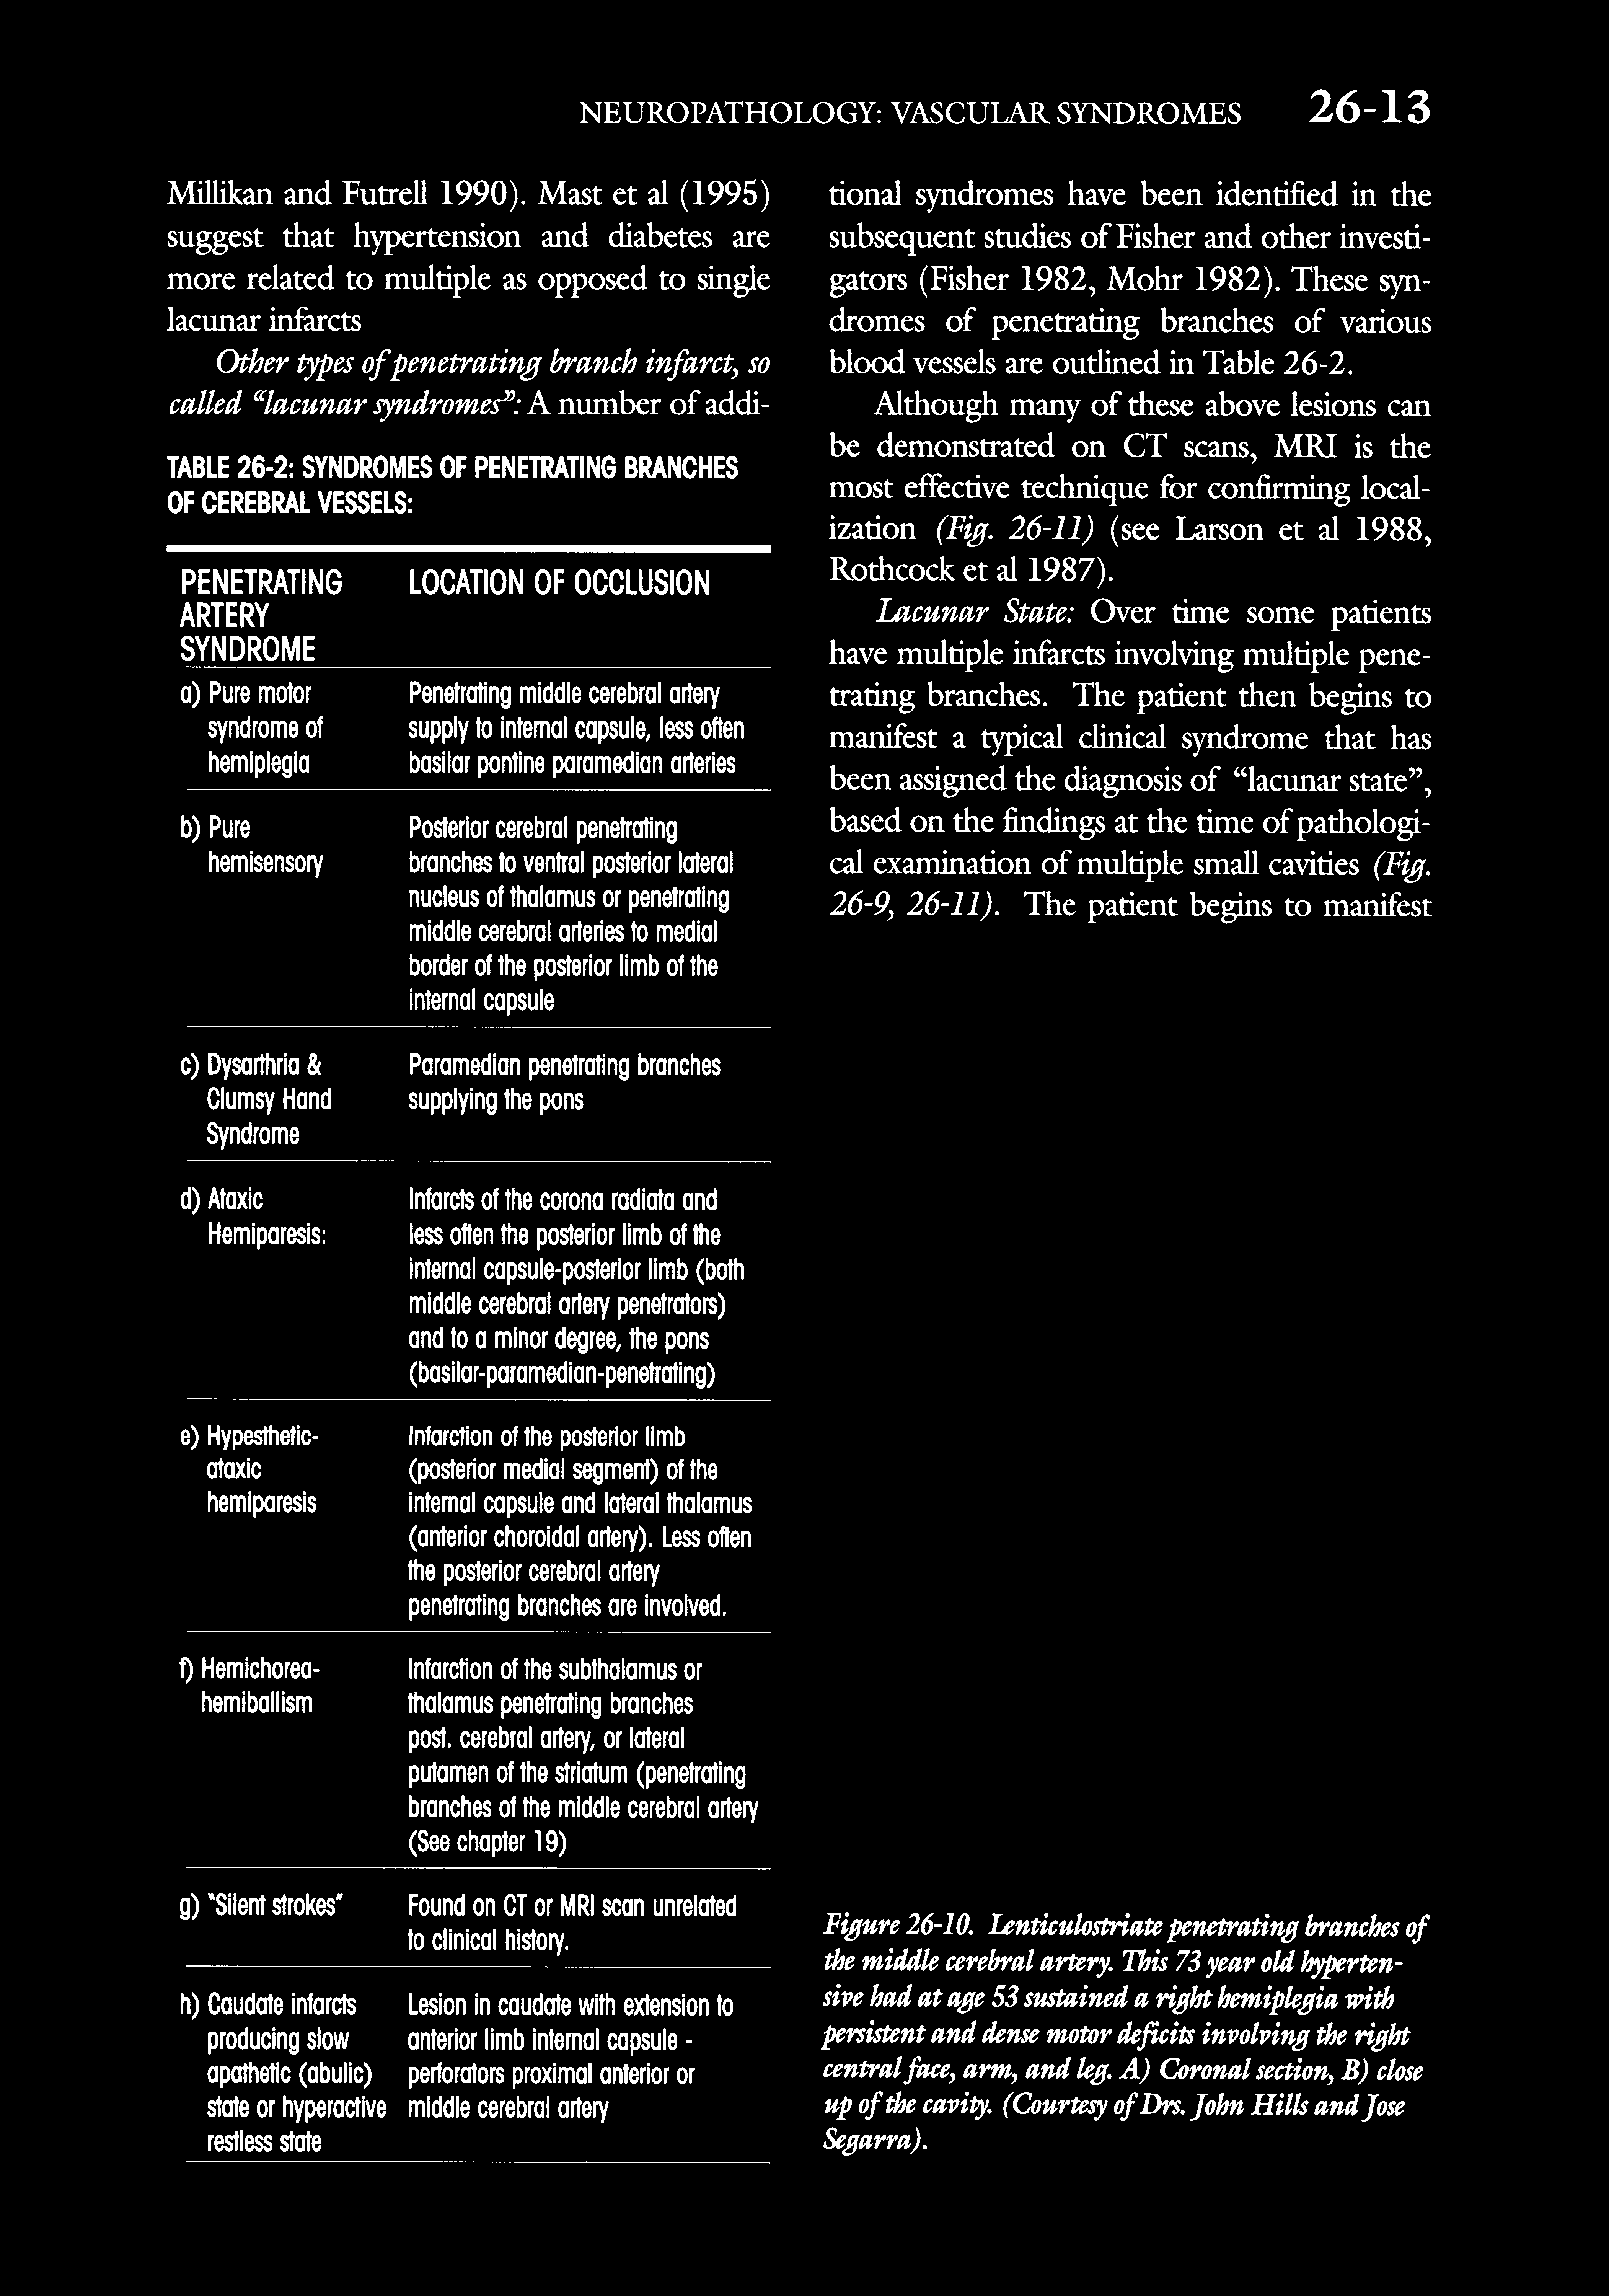 NEUROPATHOLOGY: VASCULAR SYNDROMES 26-13
Millikan and Futrell 1990). Mast et al (1995)
suggest that hypertension and diabetes are
more related to multiple as opposed to single
lacunar infarcts
Other types of penetrating branch infarct, so
called “lacunar syndromes”: A number of addi-
TABLE 26-2: SYNDROMES OF PENETRATING BRANCHES
OF CEREBRAL VESSELS:
PENETRATING LOCATION OF OCCLUSION
ARTERY
SYNDROME
a) Pure motor Penetrating middle cerebral artery
syndrome of supply to internal capsule, less often
hemiplegia basilar pontine paramedian arteries
b) Pure Posterior cerebral penetrating
hemisensory branches to ventral posterior lateral
nucleus of thalamus or penetrating
middle cerebral arteries to medial
border of the posterior limb of the
internal capsule
c) Dysarthria & Paramedian penetrating branches
Clumsy Hand supplying the pons
Syndrome
d) Ataxic Infarcts of the corona radiata and
Hemiparesis: less often the posterior limb of the
internal capsule-posterior limb (both
middle cerebral artery penetrators)
and to a minor degree, the pons
(basilar-paramedian-penetrating)
e) Hypesthetic- Infarction of the posterior limb
ataxic (posterior medial segment) of the
hemiparesis internal capsule and lateral thalamus
(anterior choroidal artery). Less often
the posterior cerebral artery
penetrating branches are involved.
f) Hemichorea- Infarction of the subthalamus or
hemiballism thalamus penetrating branches
post. cerebral artery, or lateral
putamen of the striatum (penetrating
branches of the middle cerebral artery
(See chapter 19)
g) "Silent strokes" Found on CT or MRI scan unrelated
to clinical history.
h) Caudate infarcts Lesion in caudate with extension to
producing slow anterior limb internal capsule -
apathetic (abulic) perforators proximal anterior or
state or hyperactive middle cerebral artery
restless state
tional syndromes have been identified in the
subsequent studies of Fisher and other investi-
gators (Fisher 1982, Mohr 1982). These syn-
dromes of penetrating branches of various
blood vessels are outlined in Table 26-2.
Although many of these above lesions can
be demonstrated on CT scans, MRI is the
most effective technique for confirming local-
ization (Fig. 26-11) (see Larson et al 1988,
Rothcock et al 1987).
Lacunar State: Over time some patients
have multiple infarcts involving multiple pene-
trating branches. The patient then begins to
manifest a typical clinical syndrome that has
been assigned the diagnosis of “lacunar state”,
based on the findings at the time of pathologi-
cal examination of multiple small cavities (Fig.
26-9, 26-11). The patient begins to manifest
Figure 26-10. Lenticulostriate penetrating branches of
the middle cerebral artery. This 73 year old hyperten-
sive had at age 53 sustained a right hemiplegia with
persistent and dense motor deficits involving the right
central face, arm, and leg. A) Coronal section, B) close
up of the cavity. (Courtesy of Drs. John Hills and Jose
Segarra).